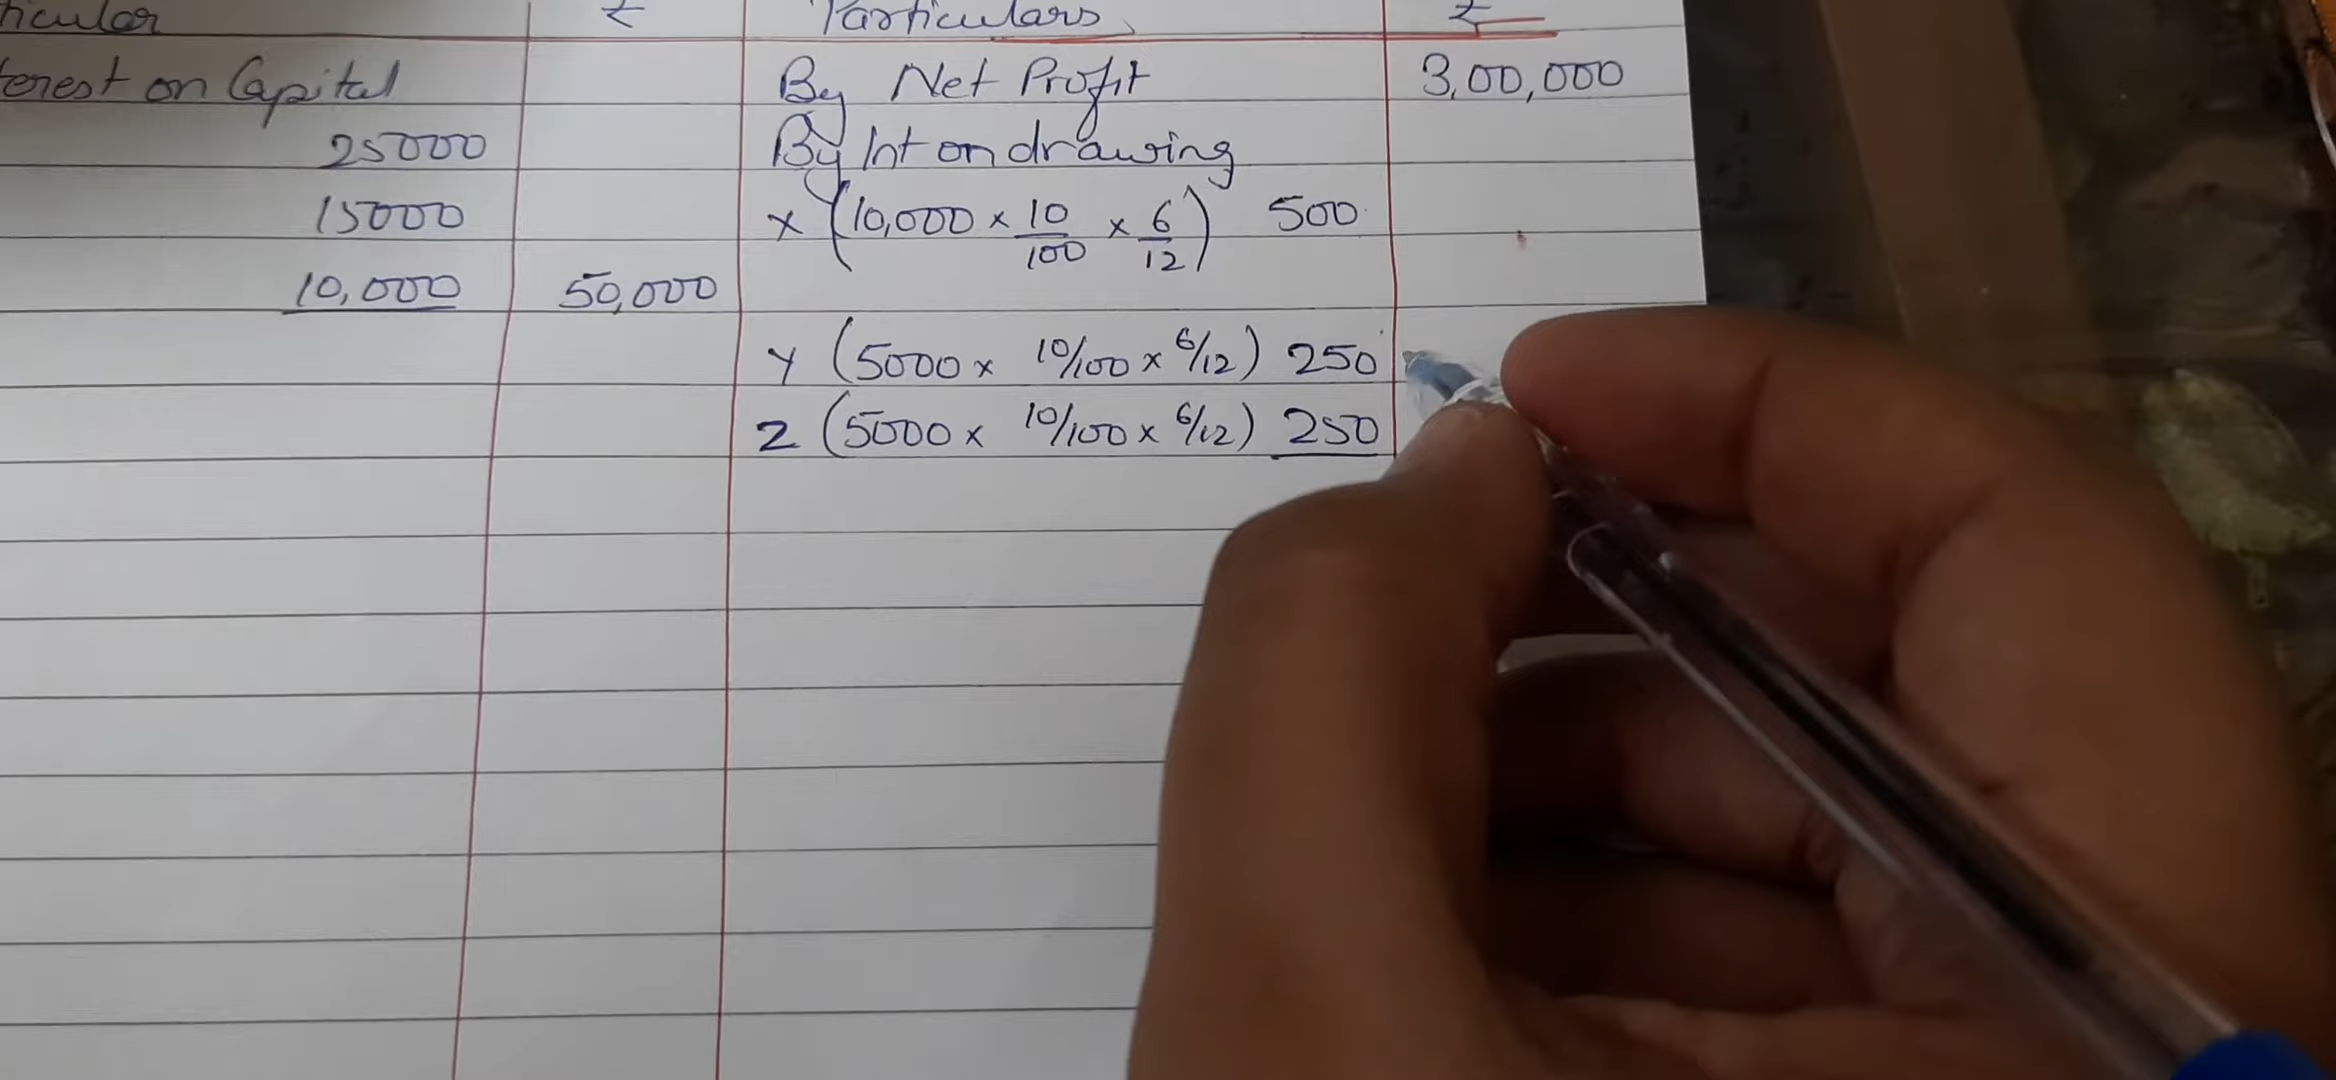 ticular ₹ Particulars ₹
terest on Capital By Net Profit 3,00,000
25000 By Int on drawing
15000 x (10,000 × 10/100 × 6/12) 500
10,000 50,000
y (5000 × 10/100 × 6/12) 250
z (5000 × 10/100 × 6/12) 250